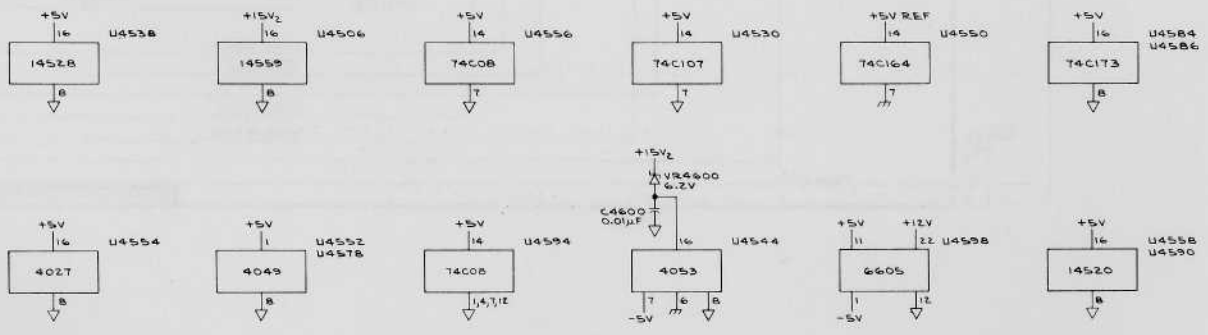 +5V +15V2 +5V +5V +5V REF +5V
16 U4538 16 U4506 14 U4556 14 U4530 14 U4550 16 U4584
U4586
14528 14559 74C08 74C107 74C164 74C173
8 8 7 7 7 8
+15V2
VR4600
6.2V
C4600
0.01µF
+5V +5V +5V +5V +12V +5V
16 U4554 1 U4552 14 U4594 16 U4544 11 22 U4598 16 U4558
U4578 U4590
4027 4049 74C08 4053 6605 14520
8 8 1,4,7,12 7 6 8 1 12 8
-5V -5V